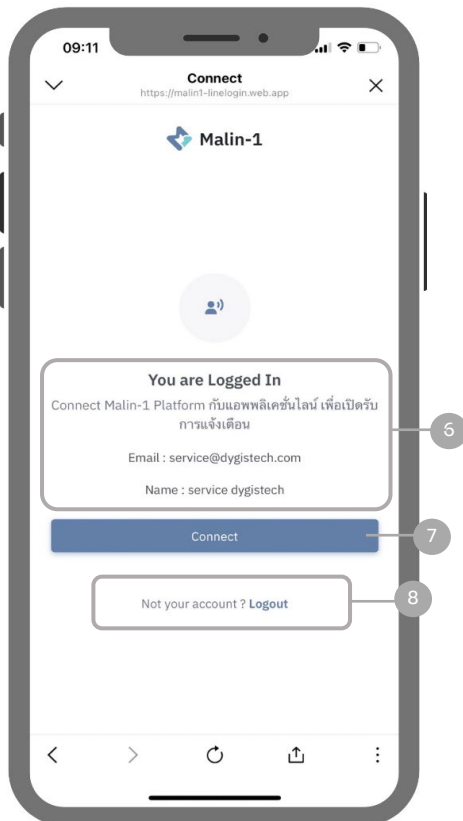 09:11
Connect
https://malin1-linelogin.web.app
Malin-1
You are Logged In
Connect Malin-1 Platform กับแอพพลิเคชั่นไลน์ เพื่อเปิดรับ
การแจ้งเตือน
6
Email : service@dygistech.com
Name : service dygistech
Connect
7
Not your account ? Logout
8